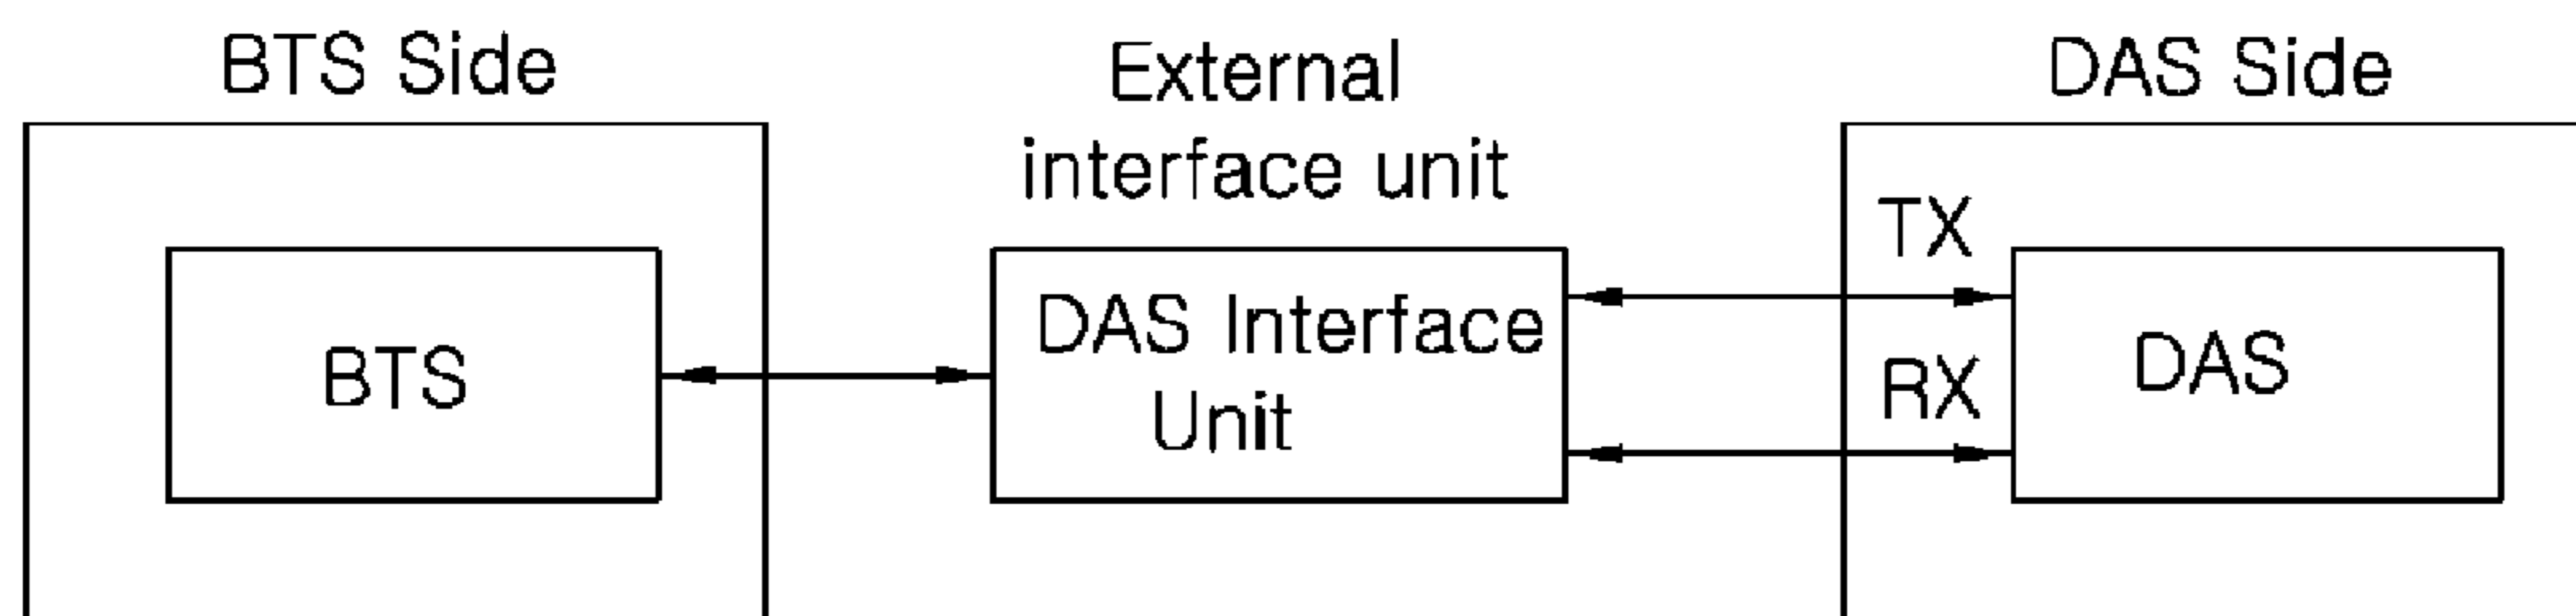 BTS Side
External
interface unit
DAS Side
BTS
DAS Interface
Unit
TX
RX
DAS